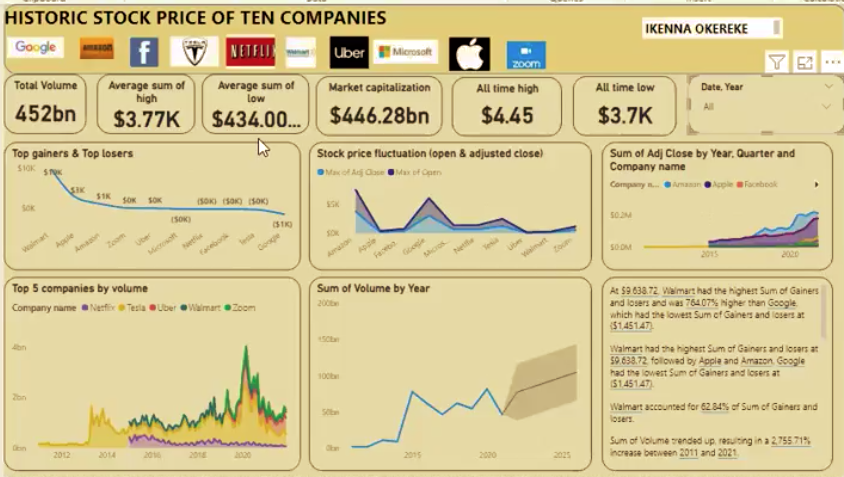 HISTORIC STOCK PRICE OF TEN COMPANIES
IKENNA OKEREKE
Google
amazon
NETFLIX
Walmart
Uber
Microsoft
zoom
Total Volume
452bn
Average sum of
high
$3.77K
Average sum of
low
$434.00...
Market capitalization
$446.28bn
All time high
$4.45
All time low
$3.7K
Date, Year
All
Top gainers & Top losers
$10K
$10K
$3K
$1K
$0K
$0K
($0K)
($0K)
($0K)
($0K)
($1K)
$0K
Walmart
Apple
Amazon
Zoom
Uber
Microsoft
Netflix
Facebook
Tesla
Google
Stock price fluctuation (open & adjusted close)
Max of Adj Close
Max of Open
$5K
$0K
Amazon
Apple
Facebo...
Google
Micros...
Netflix
Tesla
Uber
Walmart
Zoom
Sum of Adj Close by Year, Quarter and
Company name
Company n...
Amazon
Apple
Facebook
$0.2M
$0.0M
2015
2020
Top 5 companies by volume
Company name
Netflix
Tesla
Uber
Walmart
Zoom
4bn
2bn
0bn
2012
2014
2016
2018
2020
Sum of Volume by Year
200bn
150bn
100bn
50bn
0bn
2015
2020
2025
At $9,638.72, Walmart had the highest Sum of Gainers
and losers and was 764.07% higher than Google,
which had the lowest Sum of Gainers and losers at
($1,451.47).
Walmart had the highest Sum of Gainers and losers at
$9,638.72, followed by Apple and Amazon. Google
had the lowest Sum of Gainers and losers at
($1,451.47).
Walmart accounted for 62.84% of Sum of Gainers and
losers.
Sum of Volume trended up, resulting in a 2,755.71%
increase between 2011 and 2021.